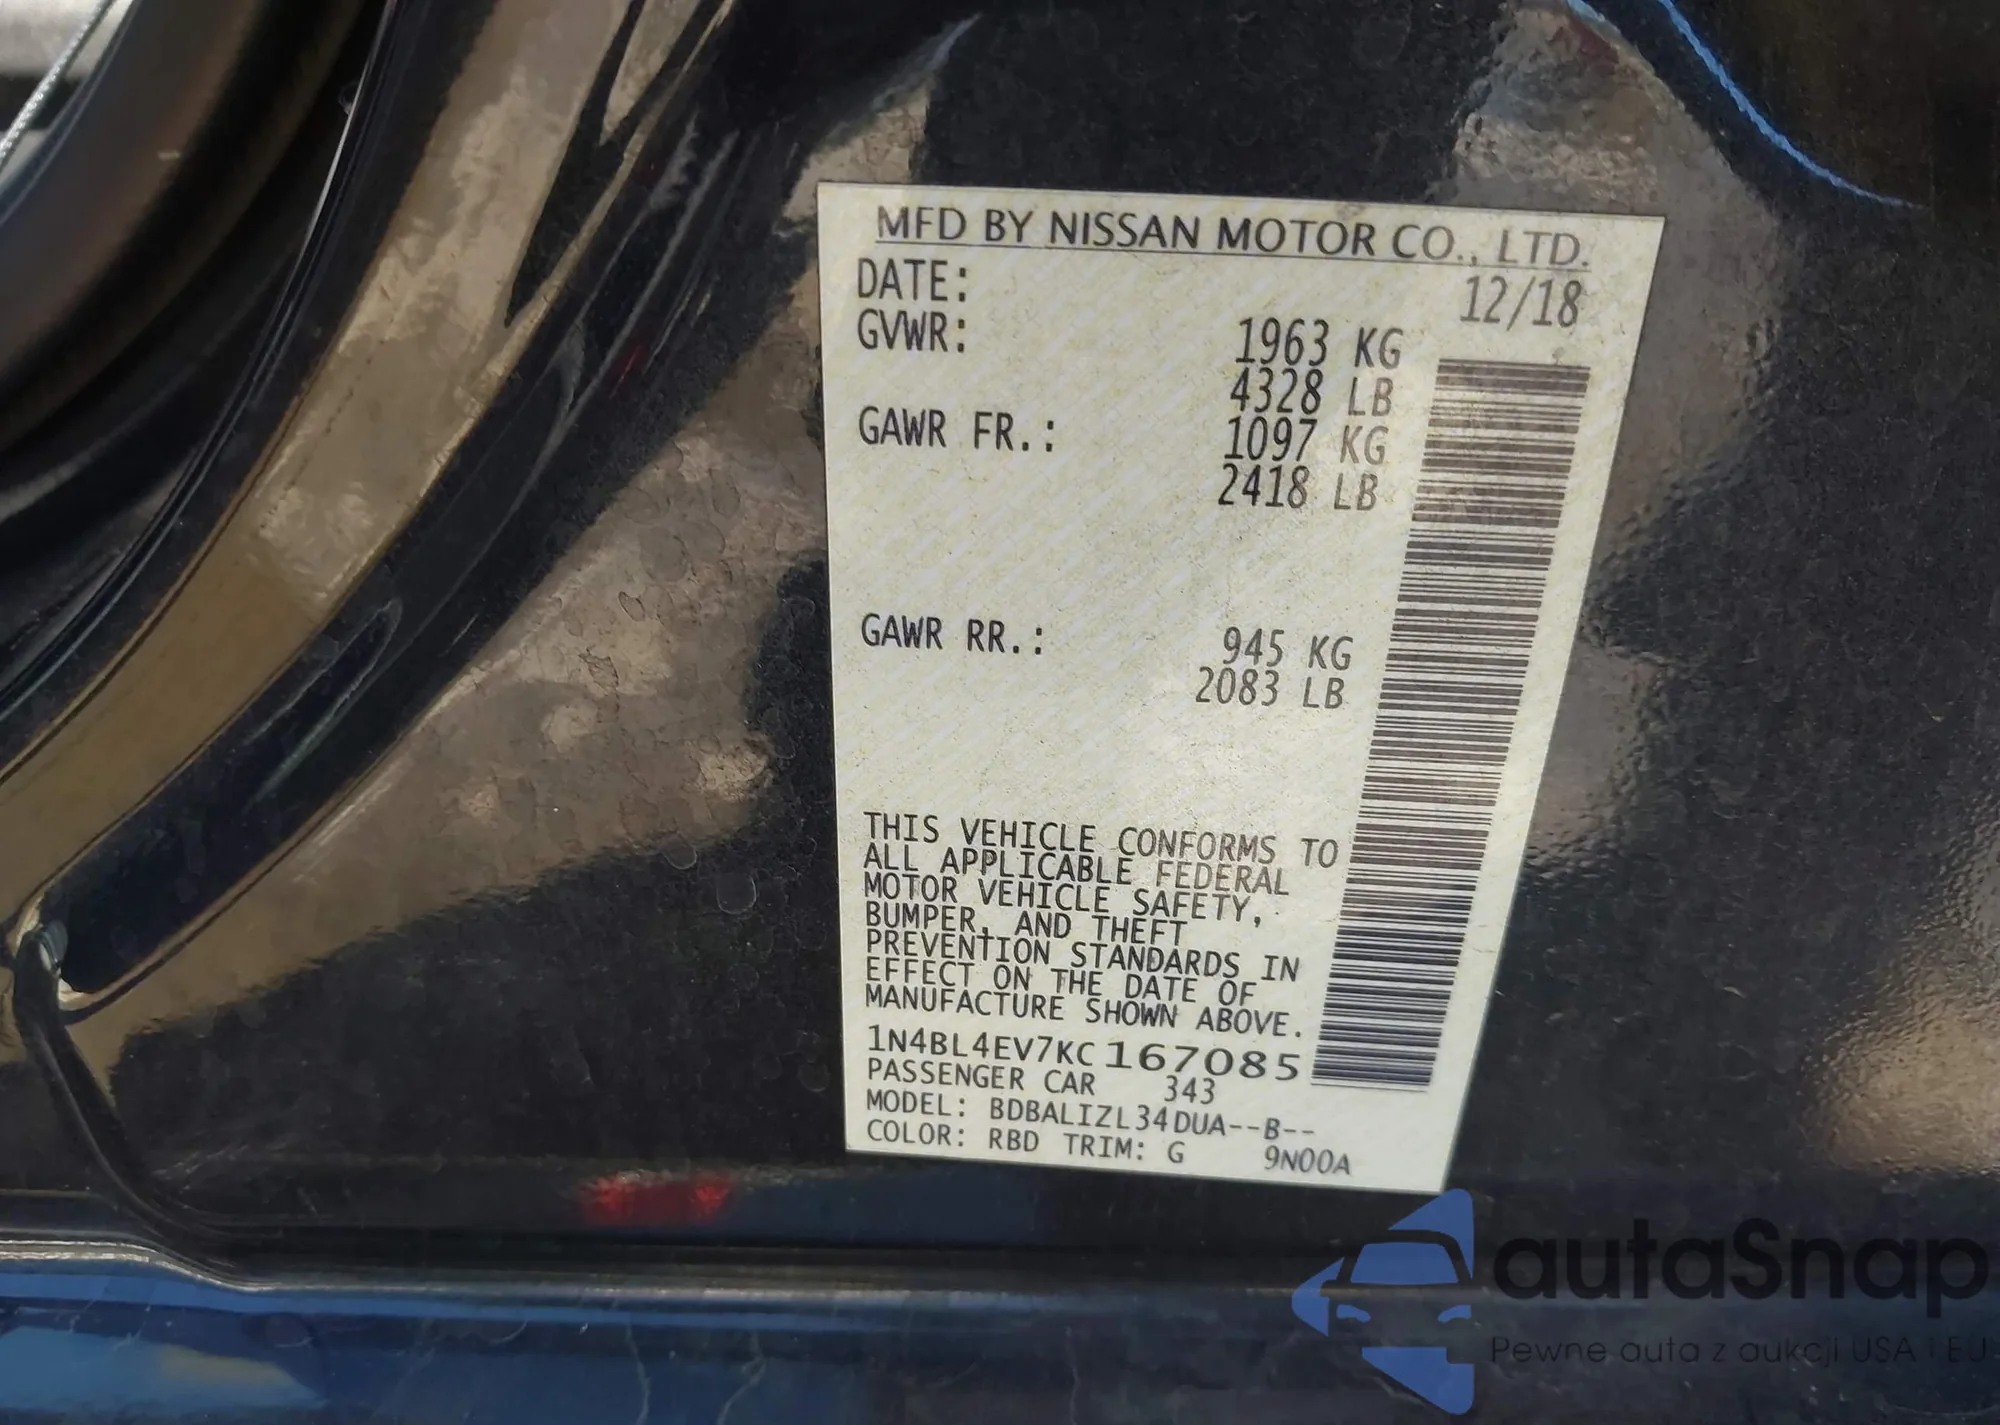 MFD BY NISSAN MOTOR CO., LTD.
DATE: 12/18
GVWR: 1963 KG
4328 LB
GAWR FR.: 1097 KG
2418 LB
GAWR RR.: 945 KG
2083 LB
THIS VEHICLE CONFORMS TO
ALL APPLICABLE FEDERAL
MOTOR VEHICLE SAFETY,
BUMPER, AND THEFT
PREVENTION STANDARDS IN
EFFECT ON THE DATE OF
MANUFACTURE SHOWN ABOVE.
1N4BL4EV7KC167085
PASSENGER CAR 343
MODEL: BDBALIZL34DUA--B--
COLOR: RBD TRIM: G 9N00A
autaSnap
Pewne auta z aukcji USA i EU